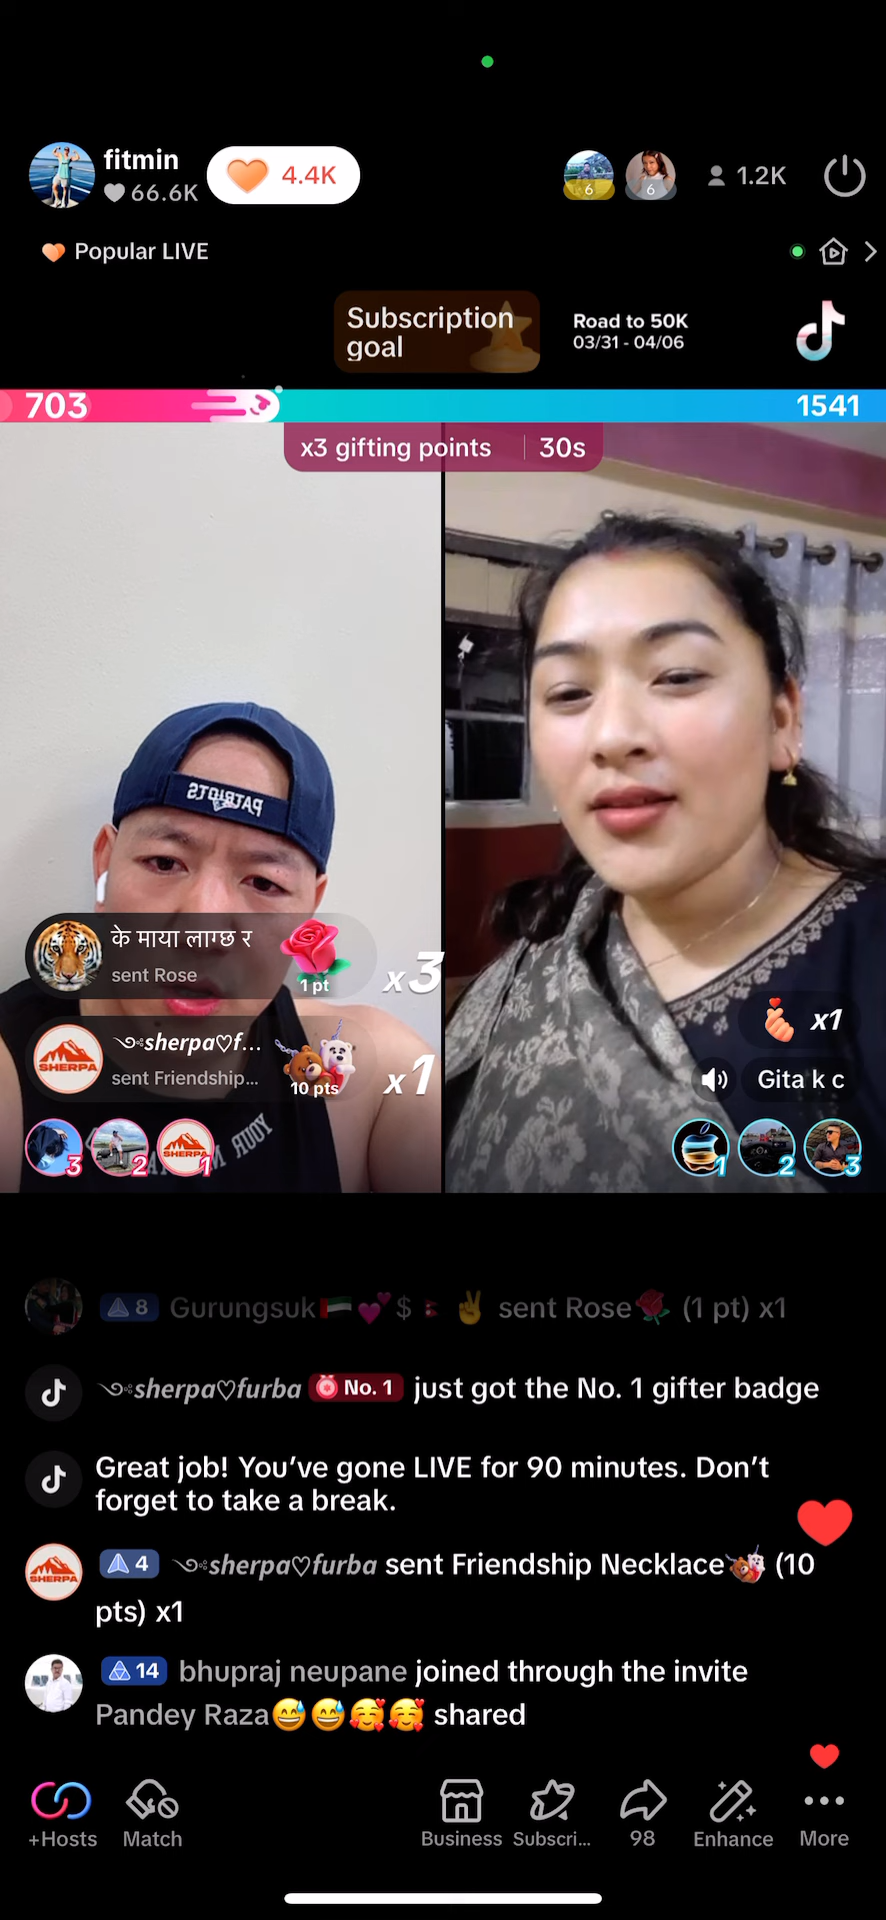 fitmin
66.6K
4.4K
6
6
1.2K
Popular LIVE
Subscription
goal
Road to 50K
03/31 - 04/06
703
1541
x3 gifting points
30s
PATRIOTS
के माया लाग्छ र
sent Rose
1 pt
x3
sherpa♡f...
sent Friendship...
10 pts
x1
SHERPA
YOUR
x1
Gita k c
3
2
SHERPA
1
1
2
3
8 Gurungsuk🇦🇪💕$🇳🇵✌️ sent Rose🌹 (1 pt) x1
sherpa♡furba No. 1 just got the No. 1 gifter badge
Great job! You've gone LIVE for 90 minutes. Don't
forget to take a break.
SHERPA
4 sherpa♡furba sent Friendship Necklace (10
pts) x1
14 bhupraj neupane joined through the invite
Pandey Raza😅😅🥰🥰 shared
+Hosts
Match
Business
Subscri...
98
Enhance
More